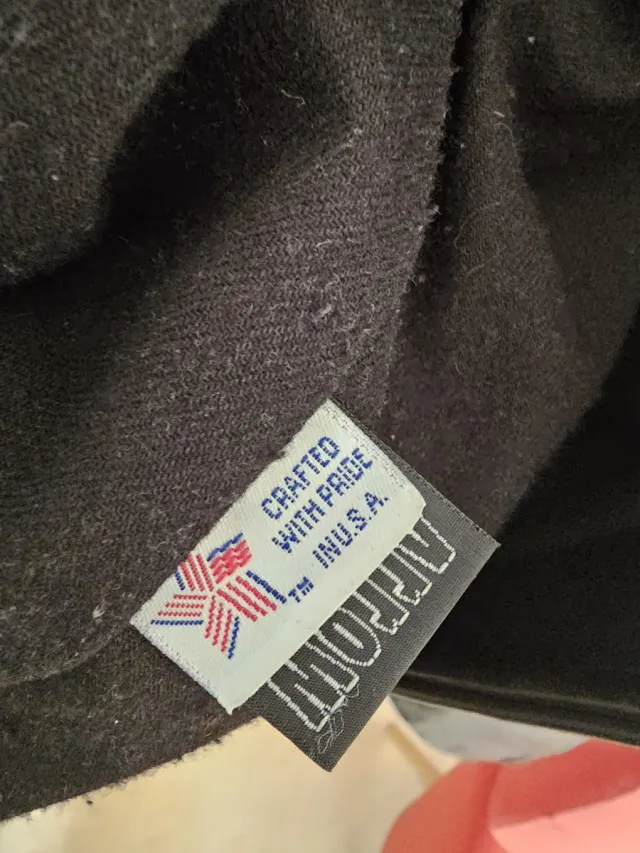 CRAFTED
WITH PRIDE
IN U.S.A.
TM